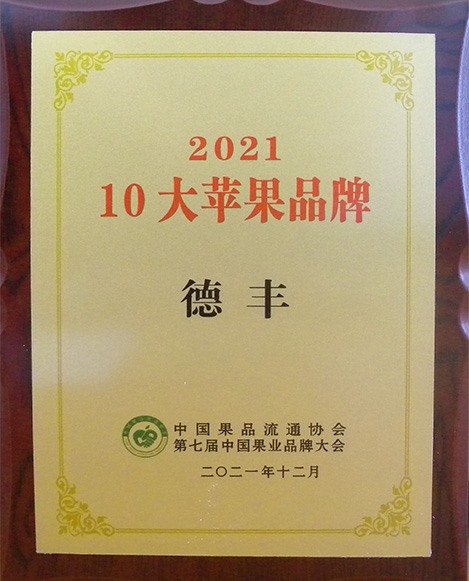 2021
10大苹果品牌
德丰
中国果品流通协会
第七届中国果业品牌大会
二〇二一年十二月